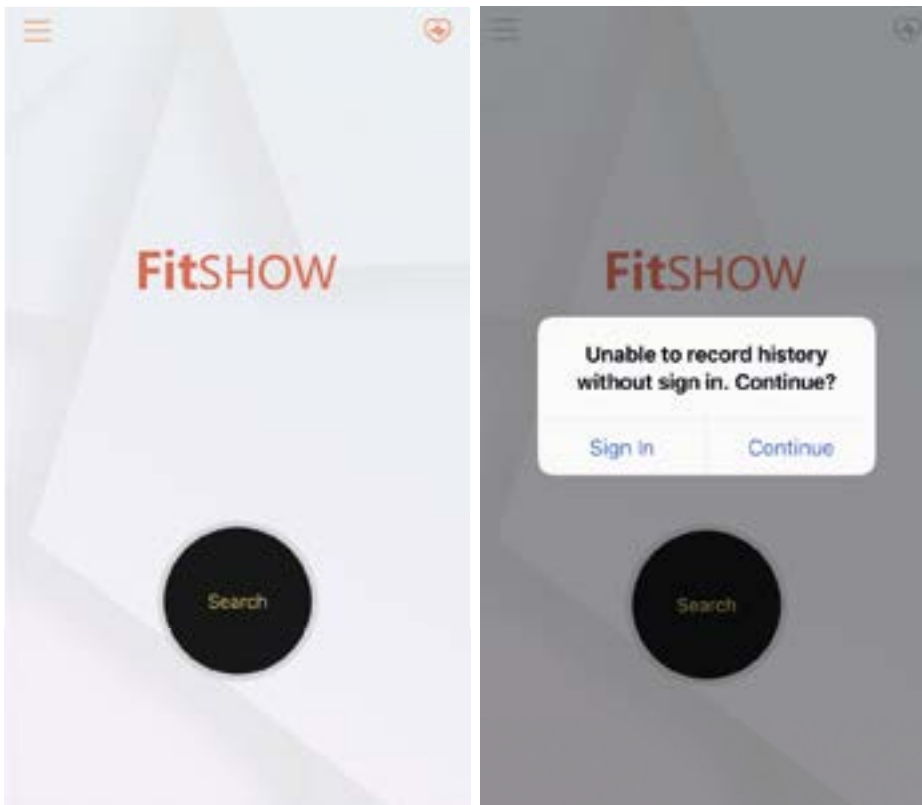 FitSHOW
Search
FitSHOW
Unable to record history
without sign in. Continue?
Sign In
Continue
Search